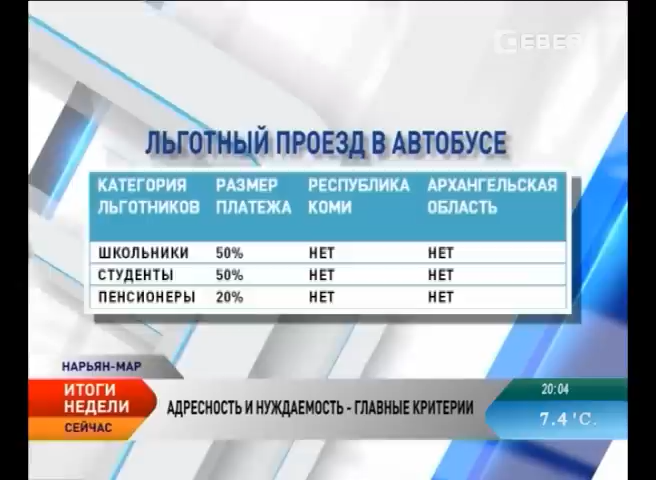 СЕВЕР
ЛЬГОТНЫЙ ПРОЕЗД В АВТОБУСЕ
КАТЕГОРИЯ ЛЬГОТНИКОВ РАЗМЕР ПЛАТЕЖА РЕСПУБЛИКА КОМИ АРХАНГЕЛЬСКАЯ ОБЛАСТЬ
ШКОЛЬНИКИ 50% НЕТ НЕТ
СТУДЕНТЫ 50% НЕТ НЕТ
ПЕНСИОНЕРЫ 20% НЕТ НЕТ
НАРЬЯН-МАР
ИТОГИ
НЕДЕЛИ
СЕЙЧАС
АДРЕСНОСТЬ И НУЖДАЕМОСТЬ - ГЛАВНЫЕ КРИТЕРИИ
20:04
7.4 'C.